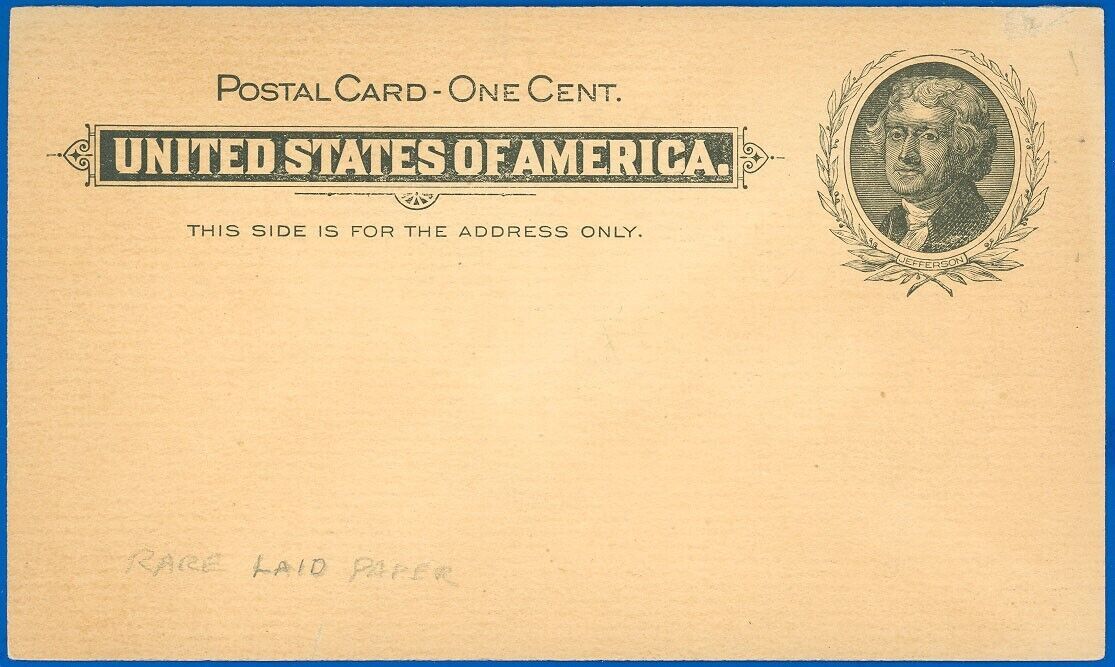 POSTAL CARD - ONE CENT.
UNITED STATES OF AMERICA.
THIS SIDE IS FOR THE ADDRESS ONLY.
JEFFERSON
RARE LAID PAPER